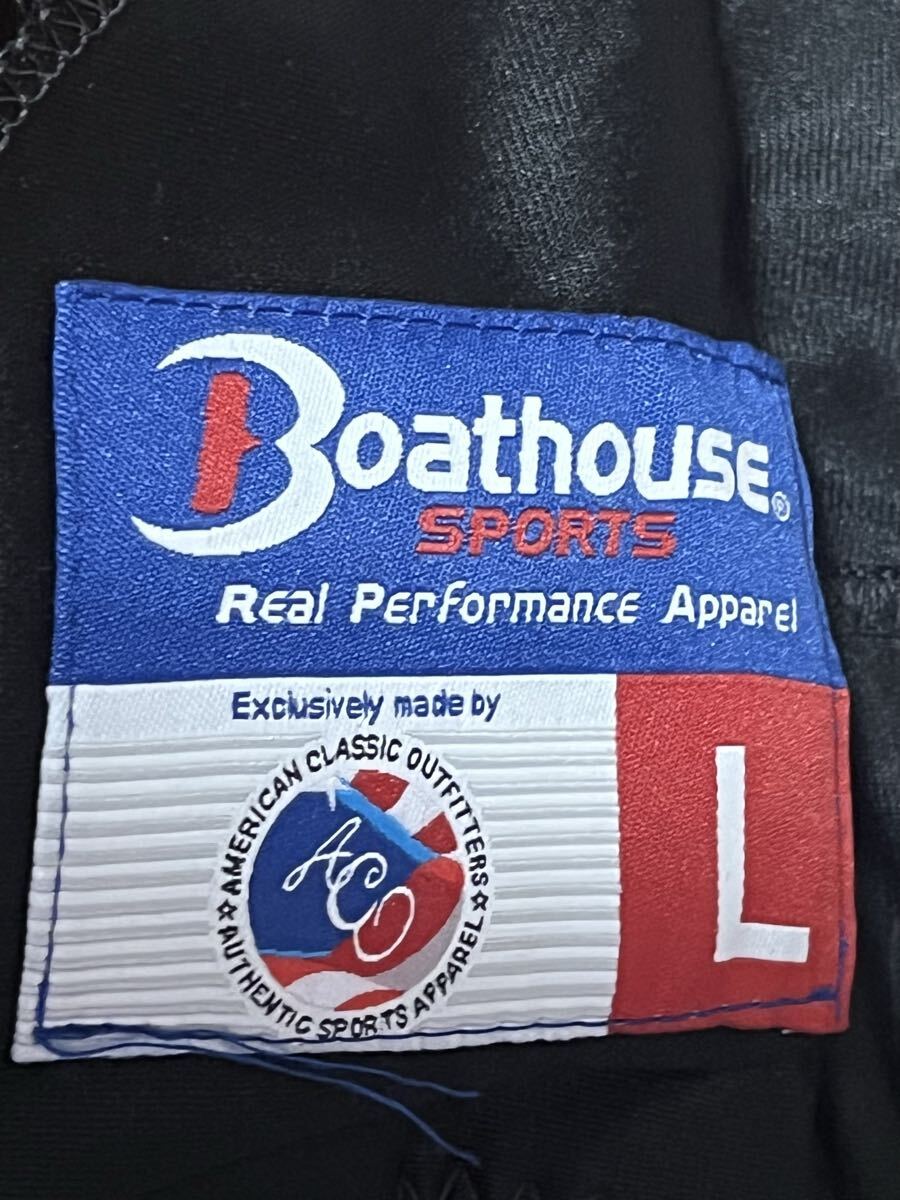 Boathouse®
SPORTS
Real Performance Apparel
Exclusively made by
AMERICAN CLASSIC OUTFITTERS
ACO
☆ AUTHENTIC SPORTS APPAREL ☆
L